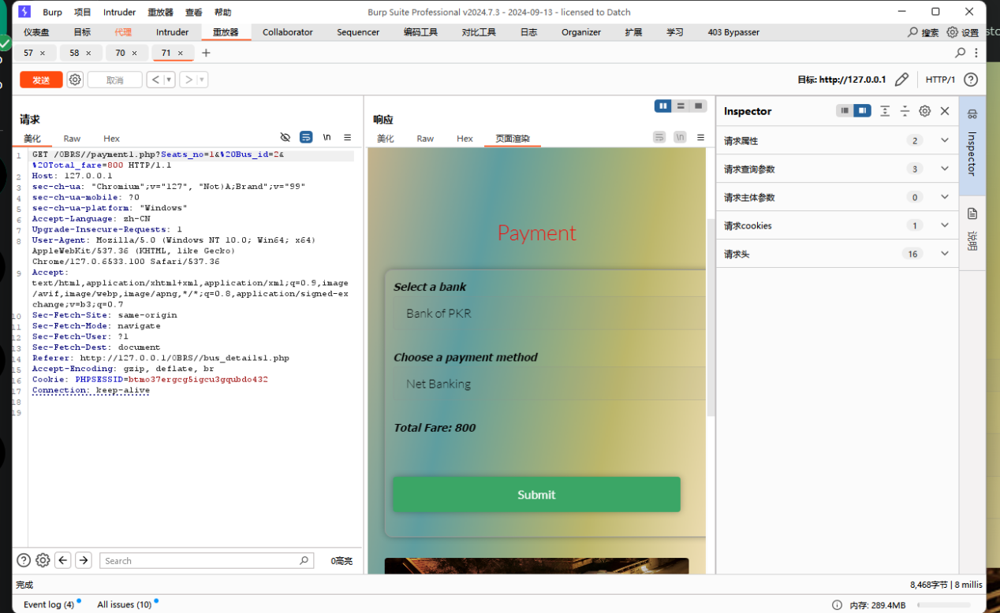 Burp 项目 Intruder 重放器 查看 帮助 Burp Suite Professional v2024.7.3 - 2024-09-13 - licensed to Datch
仪表盘 目标 代理 Intruder 重放器 Collaborator Sequencer 编码工具 对比工具 日志 Organizer 扩展 学习 403 Bypasser 搜索 设置
57 × 58 × 70 × 71 × +
发送 取消 < > 目标: http://127.0.0.1 HTTP/1
请求
美化 Raw Hex \n
1 GET /OBRS//payment1.php?Seats_no=1&%20Bus_id=2&
%20Total_fare=800 HTTP/1.1
2 Host: 127.0.0.1
3 sec-ch-ua: "Chromium";v="127", "Not)A;Brand";v="99"
4 sec-ch-ua-mobile: ?0
5 sec-ch-ua-platform: "Windows"
6 Accept-Language: zh-CN
7 Upgrade-Insecure-Requests: 1
8 User-Agent: Mozilla/5.0 (Windows NT 10.0; Win64; x64)
AppleWebKit/537.36 (KHTML, like Gecko)
Chrome/127.0.6533.100 Safari/537.36
9 Accept:
text/html,application/xhtml+xml,application/xml;q=0.9,image
/avif,image/webp,image/apng,*/*;q=0.8,application/signed-ex
change;v=b3;q=0.7
10 Sec-Fetch-Site: same-origin
11 Sec-Fetch-Mode: navigate
12 Sec-Fetch-User: ?1
13 Sec-Fetch-Dest: document
14 Referer: http://127.0.0.1/OBRS//bus_details1.php
15 Accept-Encoding: gzip, deflate, br
16 Cookie: PHPSESSID=btmo37ergcg5igcu3gqubdo432
17 Connection: keep-alive
18
19
Search 0高亮
响应
美化 Raw Hex 页面渲染 \n
Payment
Select a bank
Bank of PKR
Choose a payment method
Net Banking
Total Fare: 800
Submit
Inspector
请求属性 2
请求查询参数 3
请求主体参数 0
请求cookies 1
请求头 16
Inspector
说明
完成 8,468字节 | 8 millis
Event log (4) All issues (10) 内存: 289.4MB